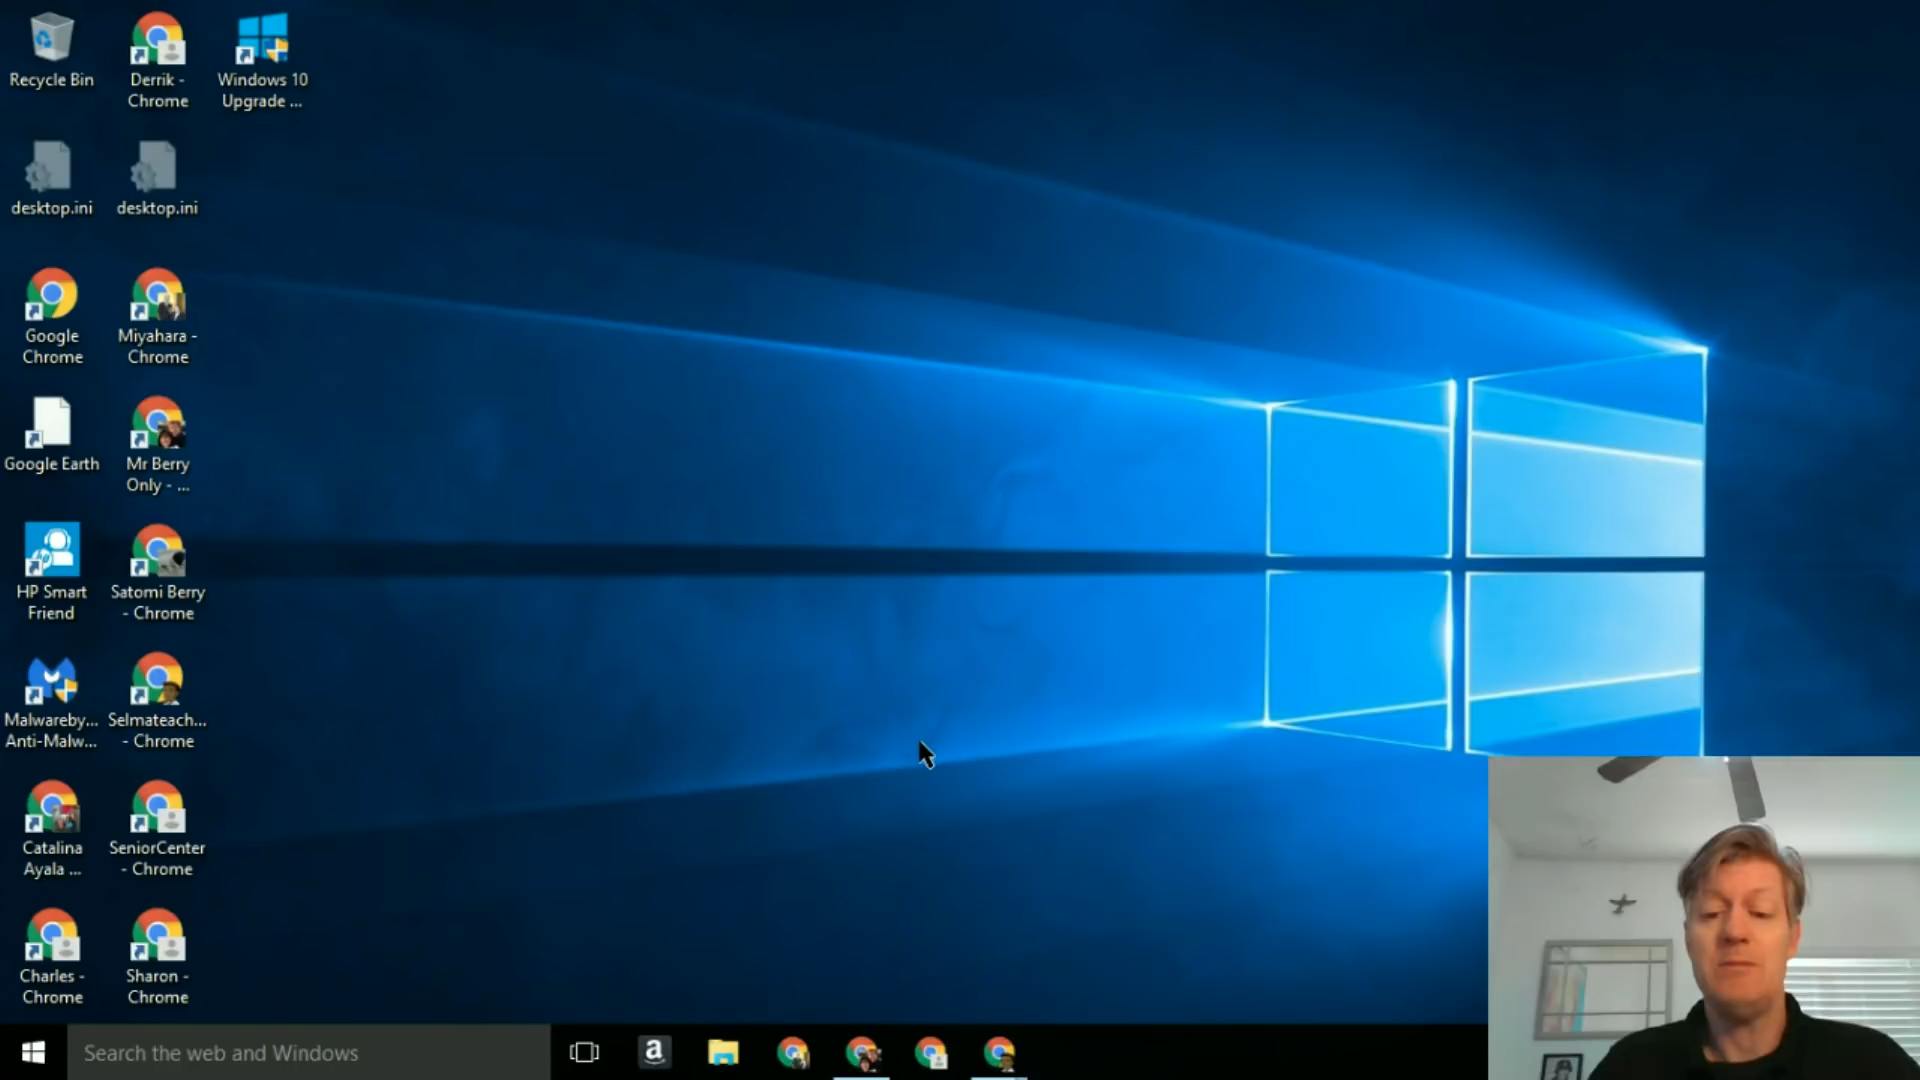 Recycle Bin
Derrik -
Chrome
Windows 10
Upgrade ...
desktop.ini
desktop.ini
Google
Chrome
Miyahara -
Chrome
Google Earth
Mr Berry
Only - ...
HP Smart
Friend
Satomi Berry
- Chrome
Malwareby...
Anti-Malw...
Selmateach...
- Chrome
Catalina
Ayala ...
SeniorCenter
- Chrome
Charles -
Chrome
Sharon -
Chrome
Search the web and Windows
a